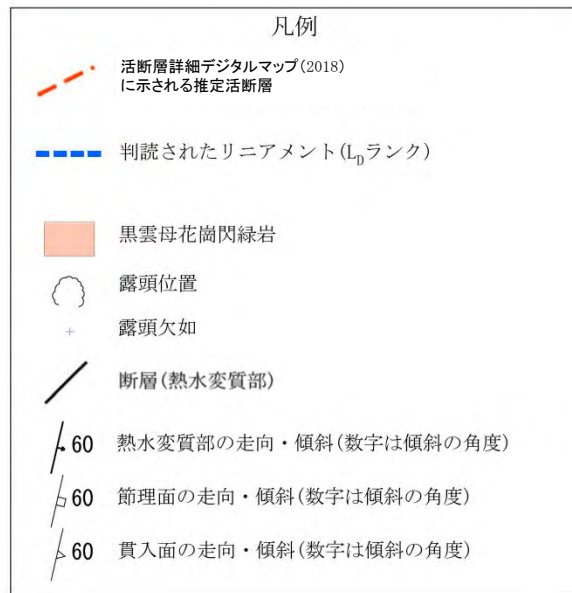 凡例
活断層詳細デジタルマップ(2018)
に示される推定活断層
判読されたリニアメント(LDランク)
黒雲母花崗閃緑岩
露頭位置
露頭欠如
断層(熱水変質部)
60 熱水変質部の走向・傾斜(数字は傾斜の角度)
60 節理面の走向・傾斜(数字は傾斜の角度)
60 貫入面の走向・傾斜(数字は傾斜の角度)